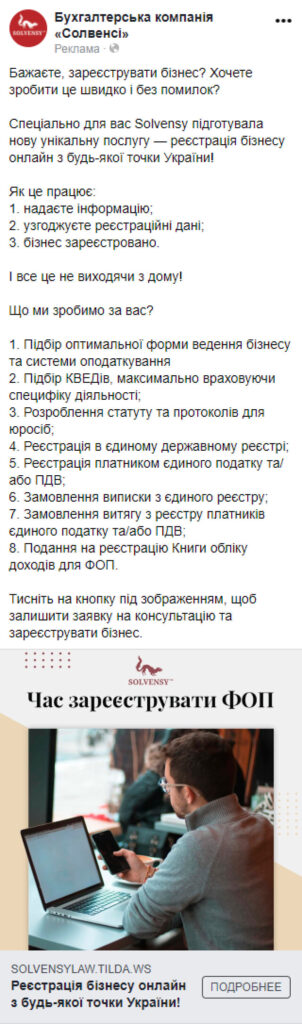 Бухгалтерська компанія
«Солвенсі»
Реклама ·
SOLVENSY
Бажаєте, зареєструвати бізнес? Хочете
зробити це швидко і без помилок?
Спеціально для вас Solvensy підготувала
нову унікальну послугу — реєстрація бізнесу
онлайн з будь-якої точки України!
Як це працює:
1. надаєте інформацію;
2. узгоджуєте реєстраційні дані;
3. бізнес зареєстровано.
І все це не виходячи з дому!
Що ми зробимо за вас?
1. Підбір оптимальної форми ведення бізнесу
та системи оподаткування
2. Підбір КВЕДів, максимально враховуючи
специфіку діяльності;
3. Розроблення статуту та протоколів для
юросіб;
4. Реєстрація в єдиному державному реєстрі;
5. Реєстрація платником єдиного податку та/
або ПДВ;
6. Замовлення виписки з єдиного реєстру;
7. Замовлення витягу з реєстру платників
єдиного податку та/або ПДВ;
8. Подання на реєстрацію Книги обліку
доходів для ФОП.
Тисніть на кнопку під зображенням, щоб
залишити заявку на консультацію та
зареєструвати бізнес.
SOLVENSY™
Час зареєструвати ФОП
SOLVENSYLAW.TILDA.WS
Реєстрація бізнесу онлайн
з будь-якої точки України!
ПОДРОБНЕЕ